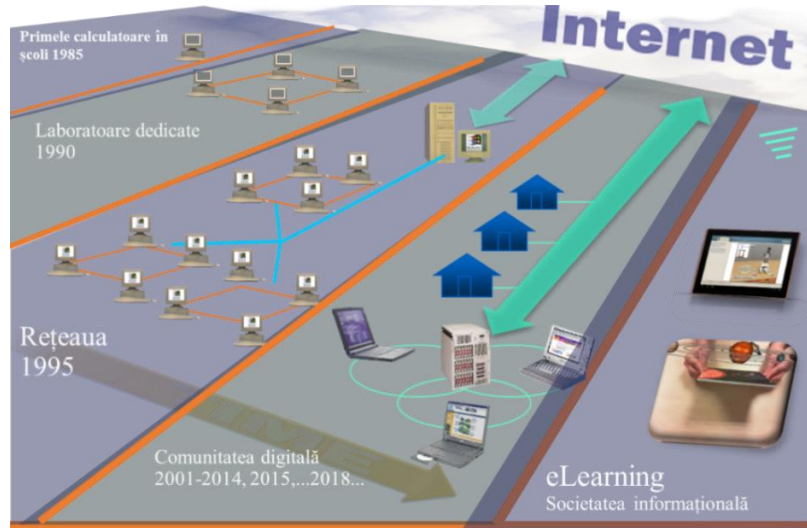 Primele calculatoare în
școli 1985
Internet
Laboratoare dedicate
1990
Rețeaua
1995
TIME
Comunitatea digitală
2001-2014, 2015,...2018...
eLearning
Societatea informațională